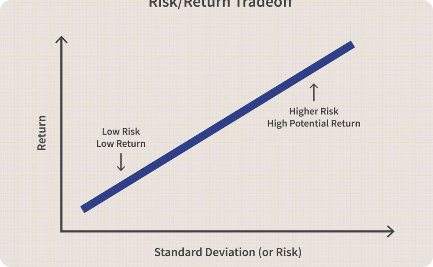 Risk/Return Tradeoff
Low Risk
Low Return
Higher Risk
High Potential Return
Return
Standard Deviation (or Risk)